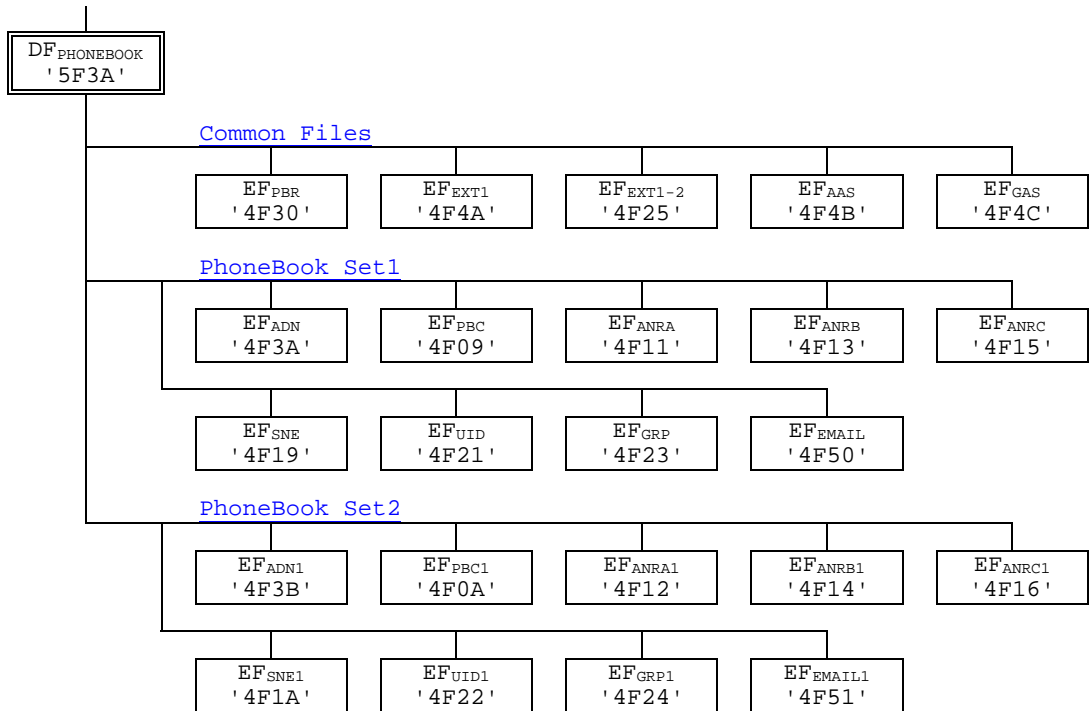 DFPHONEBOOK
'5F3A'
Common Files
EFPBR EFEXT1 EFEXT1-2 EFAAS EFGAS
'4F30' '4F4A' '4F25' '4F4B' '4F4C'
PhoneBook Set1
EFADN EFPBC EFANRA EFANRB EFANRC
'4F3A' '4F09' '4F11' '4F13' '4F15'
EFSNE EFUID EFGRP EFEMAIL
'4F19' '4F21' '4F23' '4F50'
PhoneBook Set2
EFADN1 EFPBC1 EFANRA1 EFANRB1 EFANRC1
'4F3B' '4F0A' '4F12' '4F14' '4F16'
EFSNE1 EFUID1 EFGRP1 EFEMAIL1
'4F1A' '4F22' '4F24' '4F51'